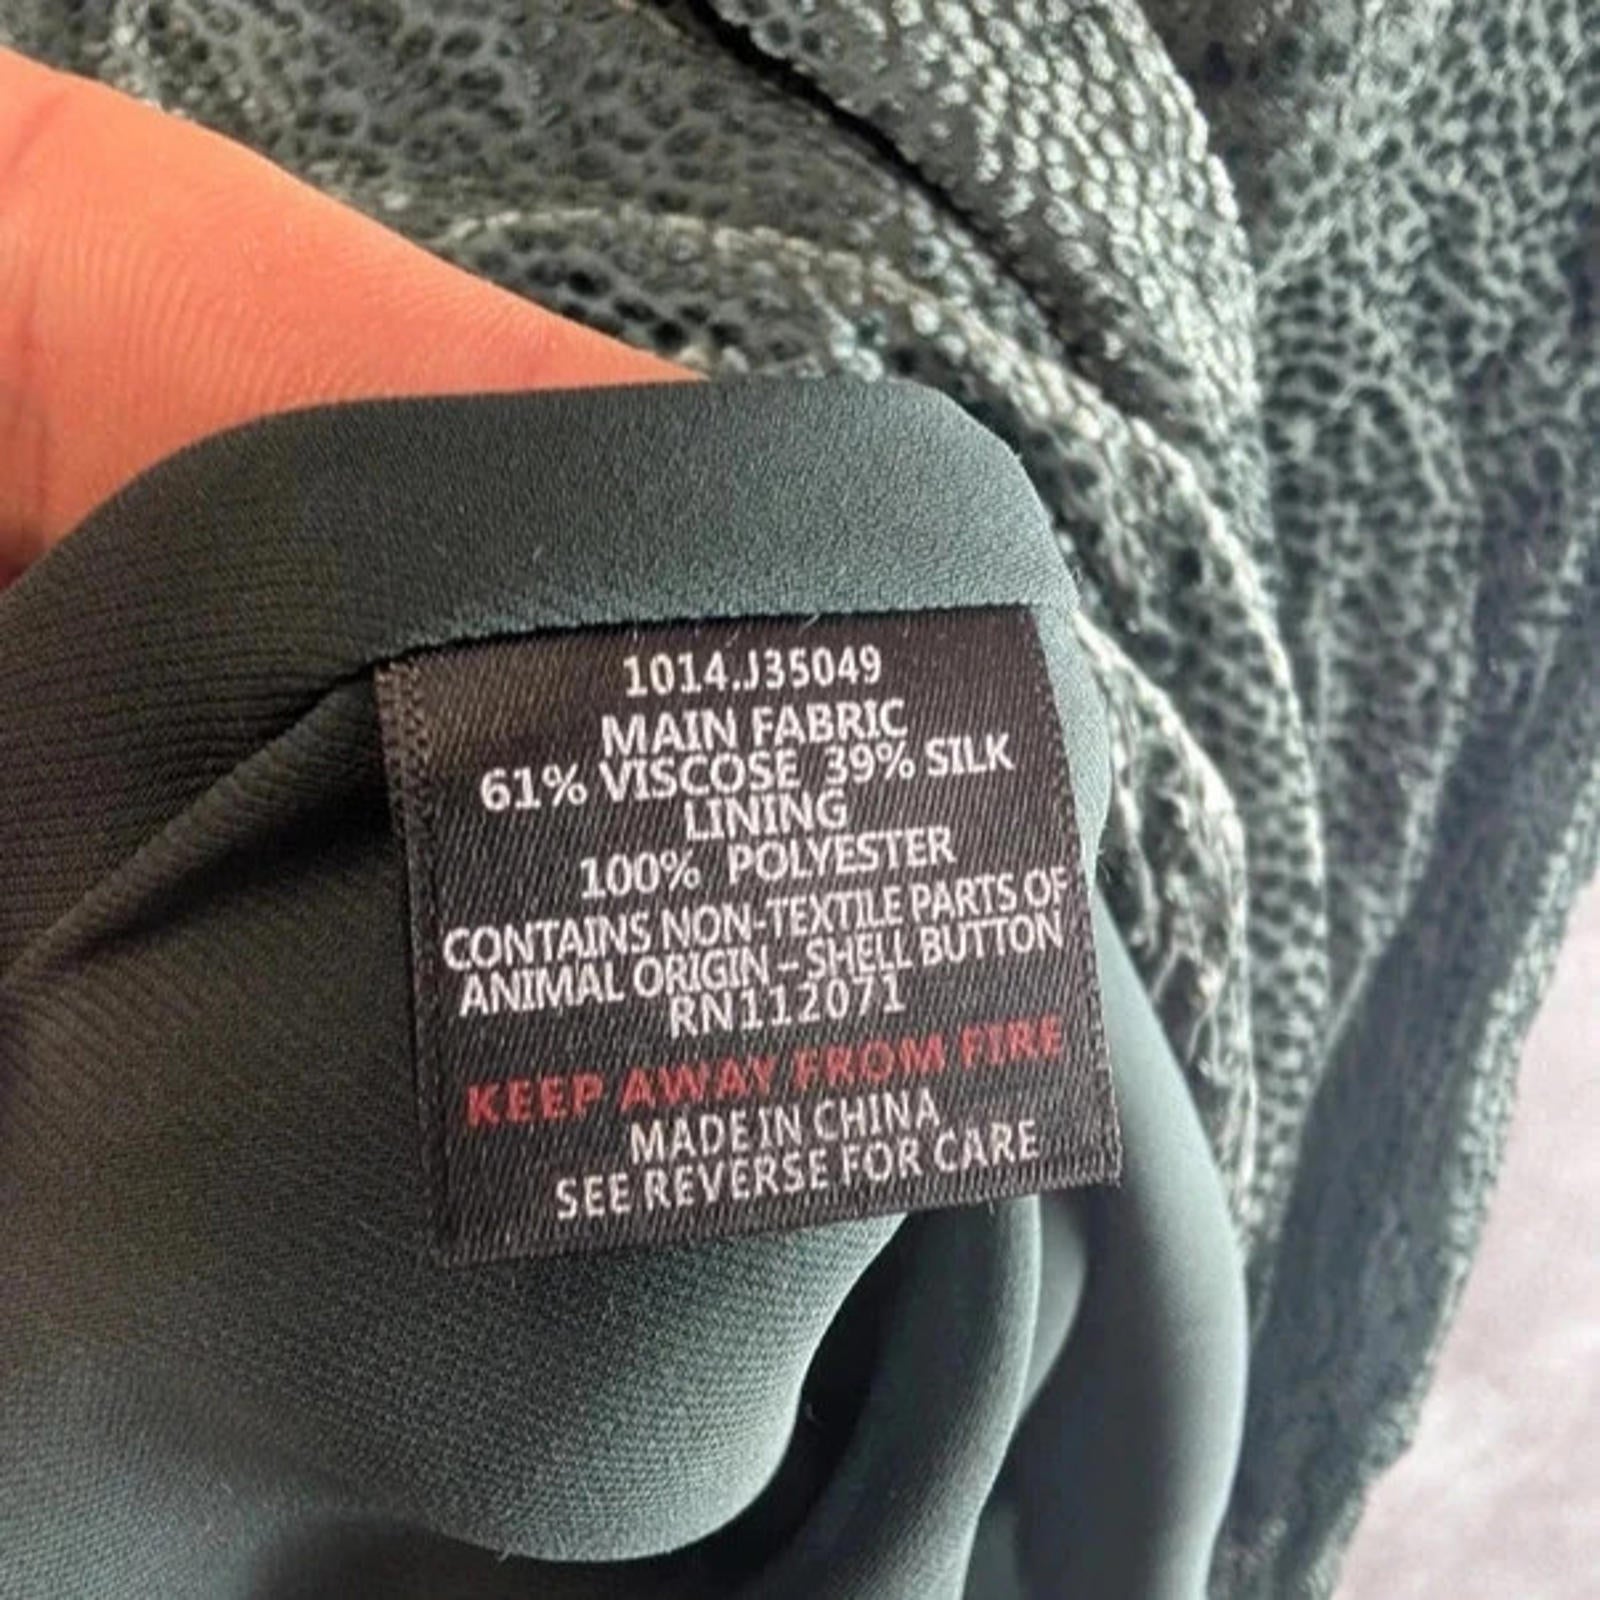 1014.J35049
MAIN FABRIC
61% VISCOSE 39% SILK
LINING
100% POLYESTER
CONTAINS NON-TEXTILE PARTS OF
ANIMAL ORIGIN – SHELL BUTTON
RN112071
KEEP AWAY FROM FIRE
MADE IN CHINA
SEE REVERSE FOR CARE